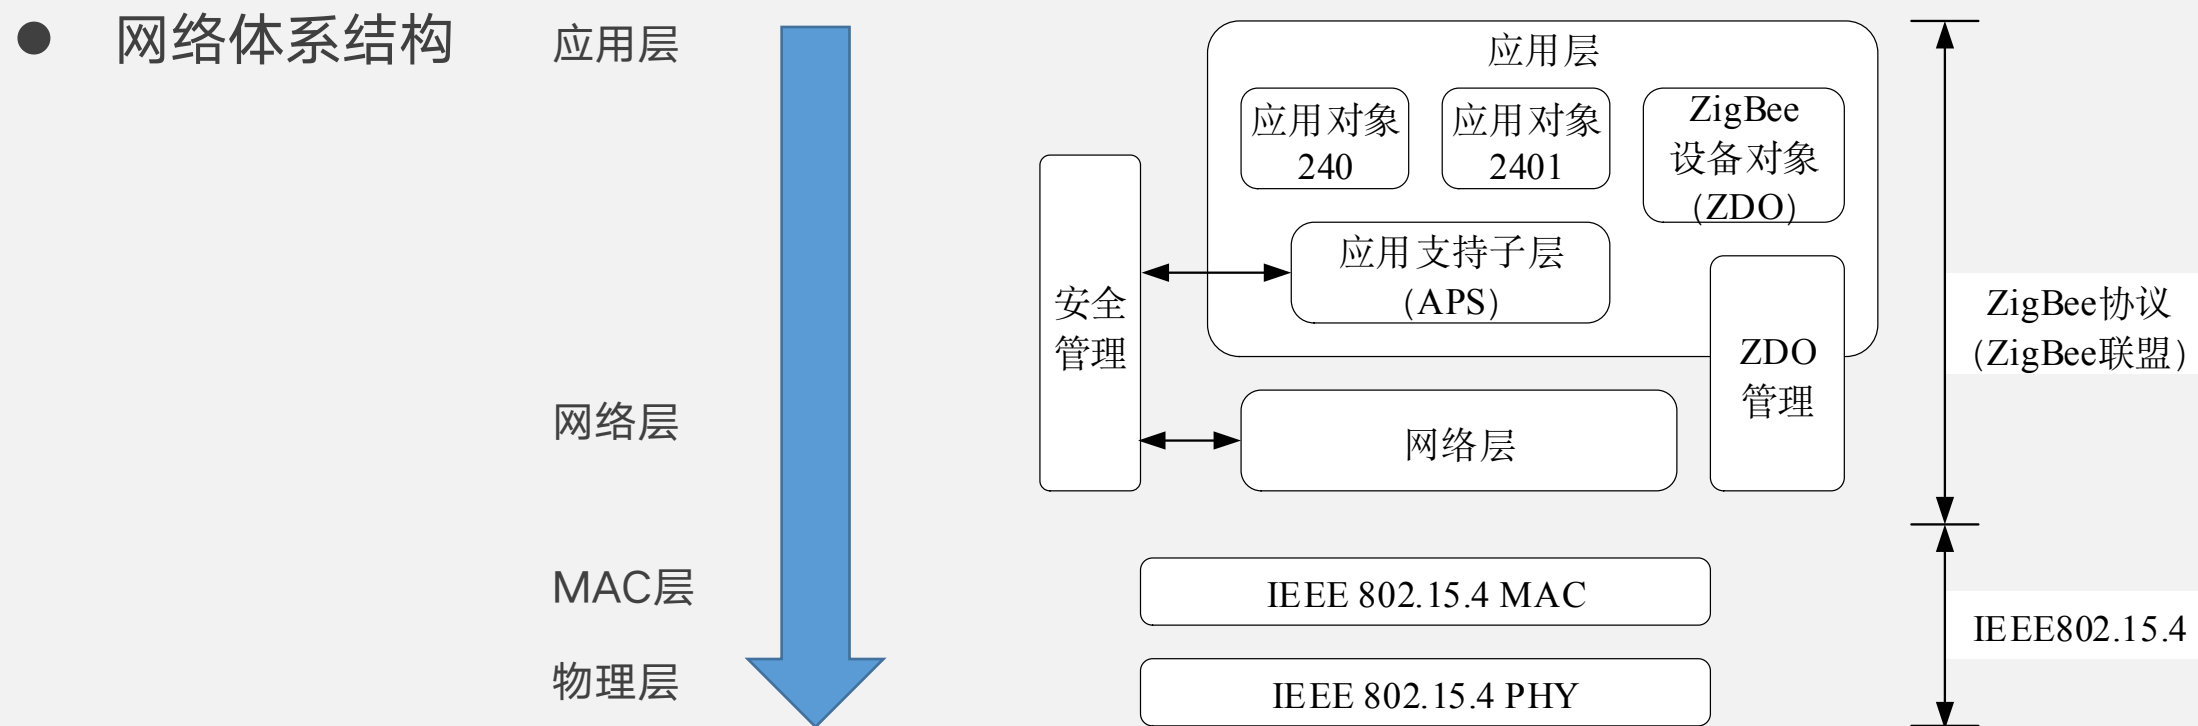 ● 网络体系结构
应用层
网络层
MAC层
物理层
应用层
应用对象
240
应用对象
2401
ZigBee
设备对象
(ZDO)
应用支持子层
(APS)
安全
管理
ZDO
管理
网络层
IEEE 802.15.4 MAC
IEEE 802.15.4 PHY
ZigBee协议
(ZigBee联盟)
IEEE802.15.4